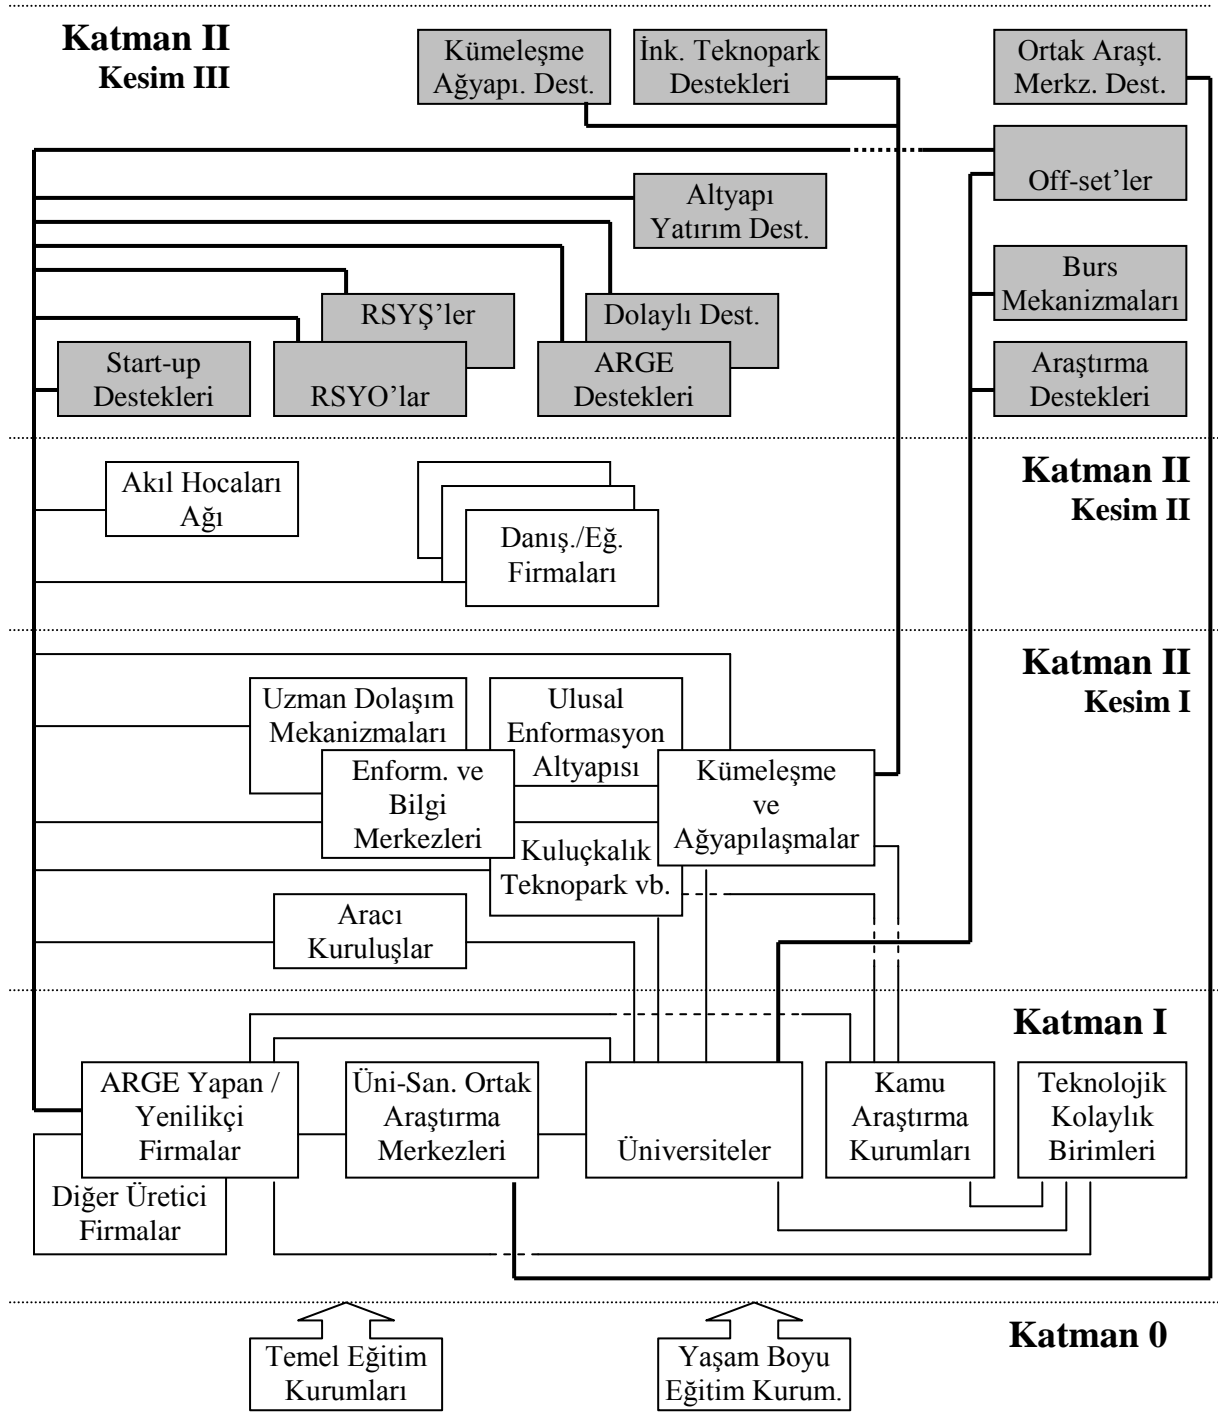 Katman II
Kesim III
Kümeleşme
Ağyapı. Dest.
İnk. Teknopark
Destekleri
Ortak Araşt.
Merkz. Dest.
Off-set’ler
Altyapı
Yatırım Dest.
Burs
Mekanizmaları
RSYŞ’ler
Dolaylı Dest.
Start-up
Destekleri
RSYO’lar
ARGE
Destekleri
Araştırma
Destekleri
Katman II
Kesim II
Akıl Hocaları
Ağı
Danış./Eğ.
Firmaları
Katman II
Kesim I
Uzman Dolaşım
Mekanizmaları
Ulusal
Enformasyon
Altyapısı
Enform. ve
Bilgi
Merkezleri
Kümeleşme
ve
Ağyapılaşmalar
Kuluçkalık
Teknopark vb.
Aracı
Kuruluşlar
Katman I
ARGE Yapan /
Yenilikçi
Firmalar
Üni-San. Ortak
Araştırma
Merkezleri
Üniversiteler
Kamu
Araştırma
Kurumları
Teknolojik
Kolaylık
Birimleri
Diğer Üretici
Firmalar
Katman 0
Temel Eğitim
Kurumları
Yaşam Boyu
Eğitim Kurum.